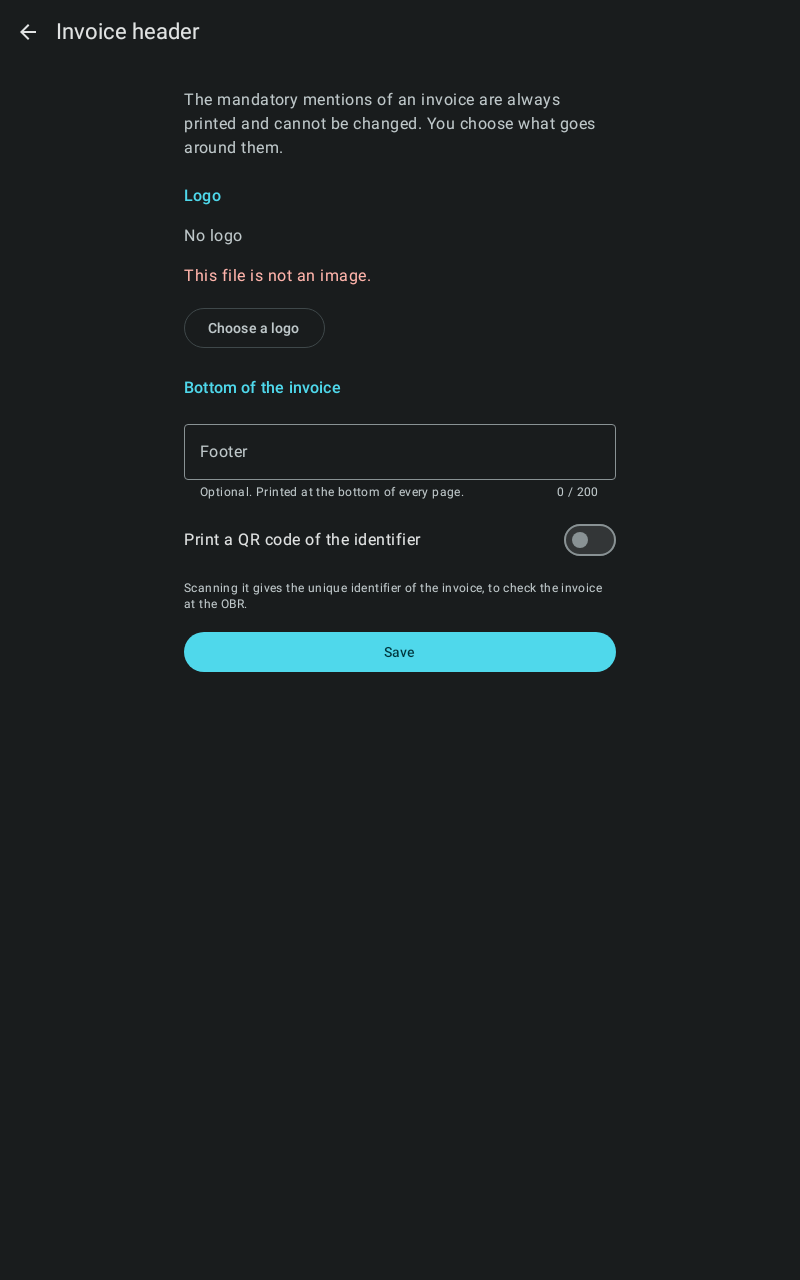 Invoice header
The mandatory mentions of an invoice are always
printed and cannot be changed. You choose what goes
around them.
Logo
No logo
This file is not an image.
Choose a logo
Bottom of the invoice
Footer
Optional. Printed at the bottom of every page.
0 / 200
Print a QR code of the identifier
Scanning it gives the unique identifier of the invoice, to check the invoice
at the OBR.
Save